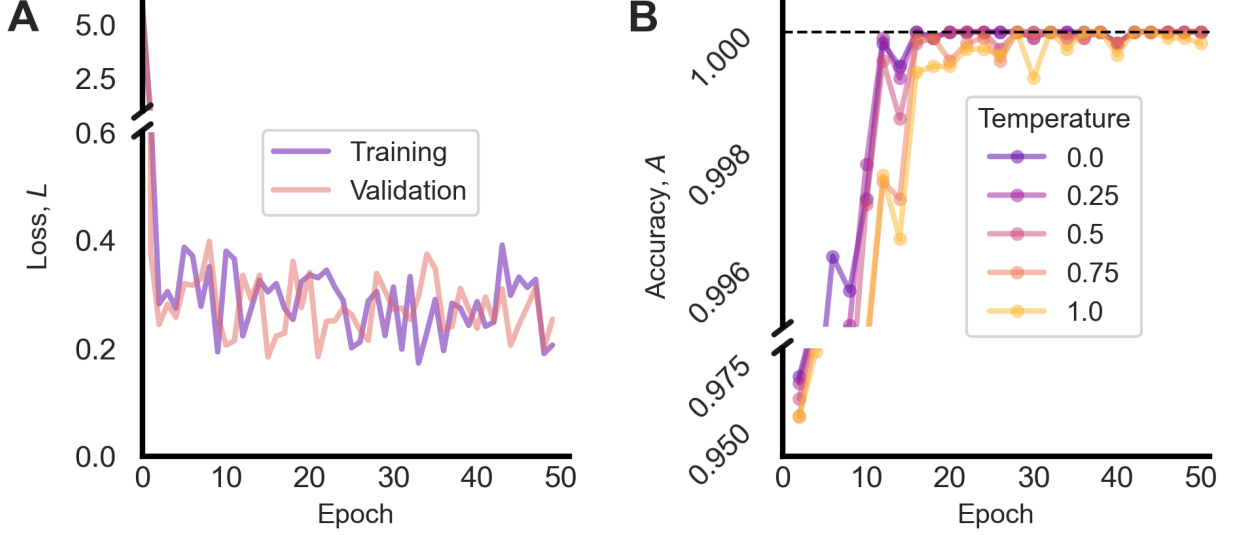 A
5.0
2.5
0.6
0.4
0.2
0.0
Loss, L
Training
Validation
0 10 20 30 40 50
Epoch
B
1.000
0.998
0.996
0.975
0.950
Accuracy, A
Temperature
0.0
0.25
0.5
0.75
1.0
0 10 20 30 40 50
Epoch